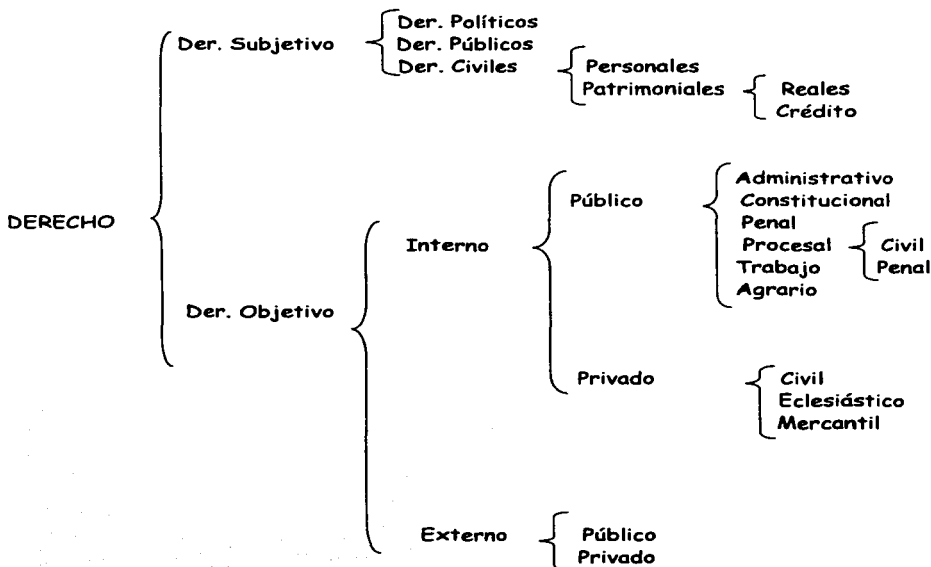 DERECHO
Der. Subjetivo
Der. Políticos
Der. Públicos
Der. Civiles
Personales
Patrimoniales
Reales
Crédito
Der. Objetivo
Interno
Público
Administrativo
Constitucional
Penal
Procesal
Civil
Penal
Trabajo
Agrario
Privado
Civil
Eclesiástico
Mercantil
Externo
Público
Privado